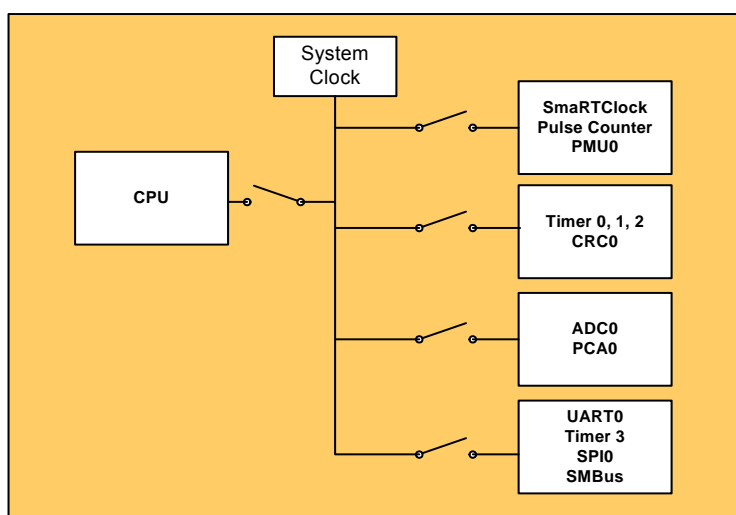 System
Clock
SmaRTClock
Pulse Counter
PMU0
CPU
Timer 0, 1, 2
CRC0
ADC0
PCA0
UART0
Timer 3
SPI0
SMBus